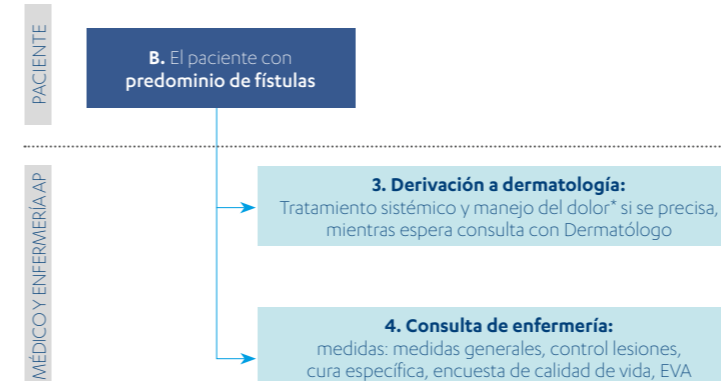 PACIENTE
B. El paciente con
predominio de fístulas
MÉDICO Y ENFERMERÍA AP
3. Derivación a dermatología:
Tratamiento sistémico y manejo del dolor* si se precisa,
mientras espera consulta con Dermatólogo
4. Consulta de enfermería:
medidas: medidas generales, control lesiones,
cura específica, encuesta de calidad de vida, EVA